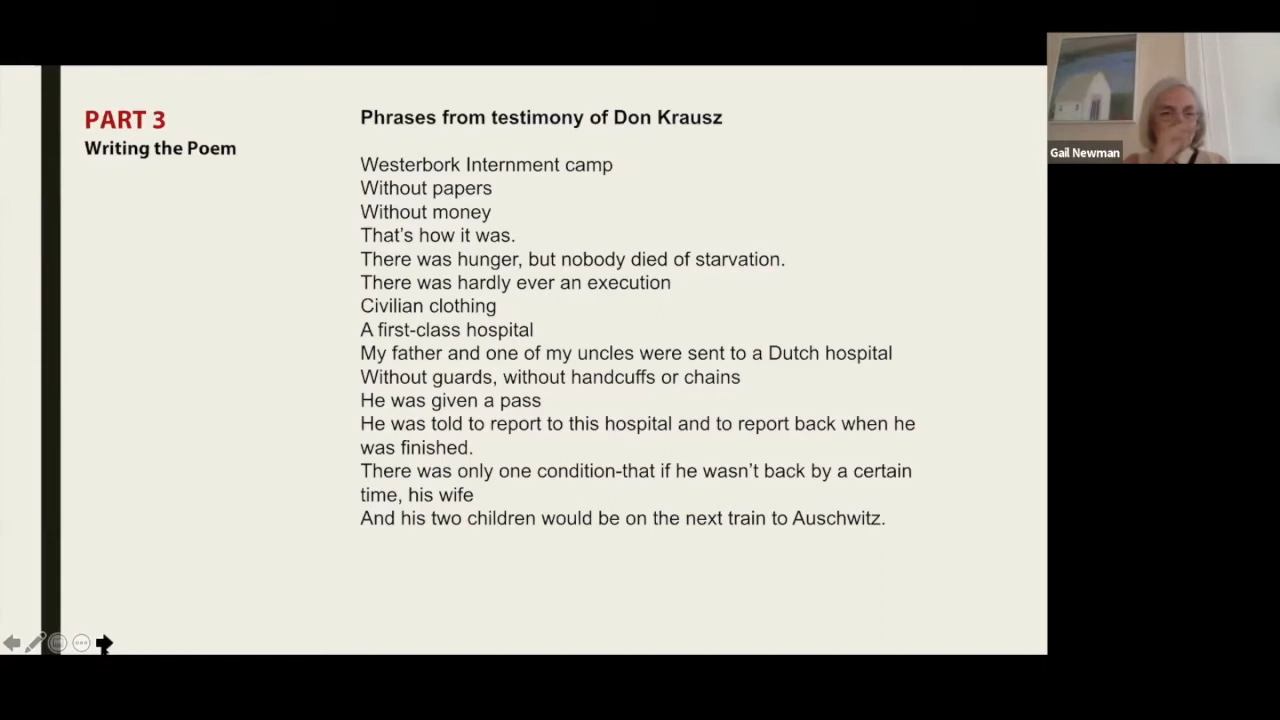 PART 3
Writing the Poem
Phrases from testimony of Don Krausz
Westerbork Internment camp
Without papers
Without money
That's how it was.
There was hunger, but nobody died of starvation.
There was hardly ever an execution
Civilian clothing
A first-class hospital
My father and one of my uncles were sent to a Dutch hospital
Without guards, without handcuffs or chains
He was given a pass
He was told to report to this hospital and to report back when he
was finished.
There was only one condition-that if he wasn't back by a certain
time, his wife
And his two children would be on the next train to Auschwitz.
Gail Newman